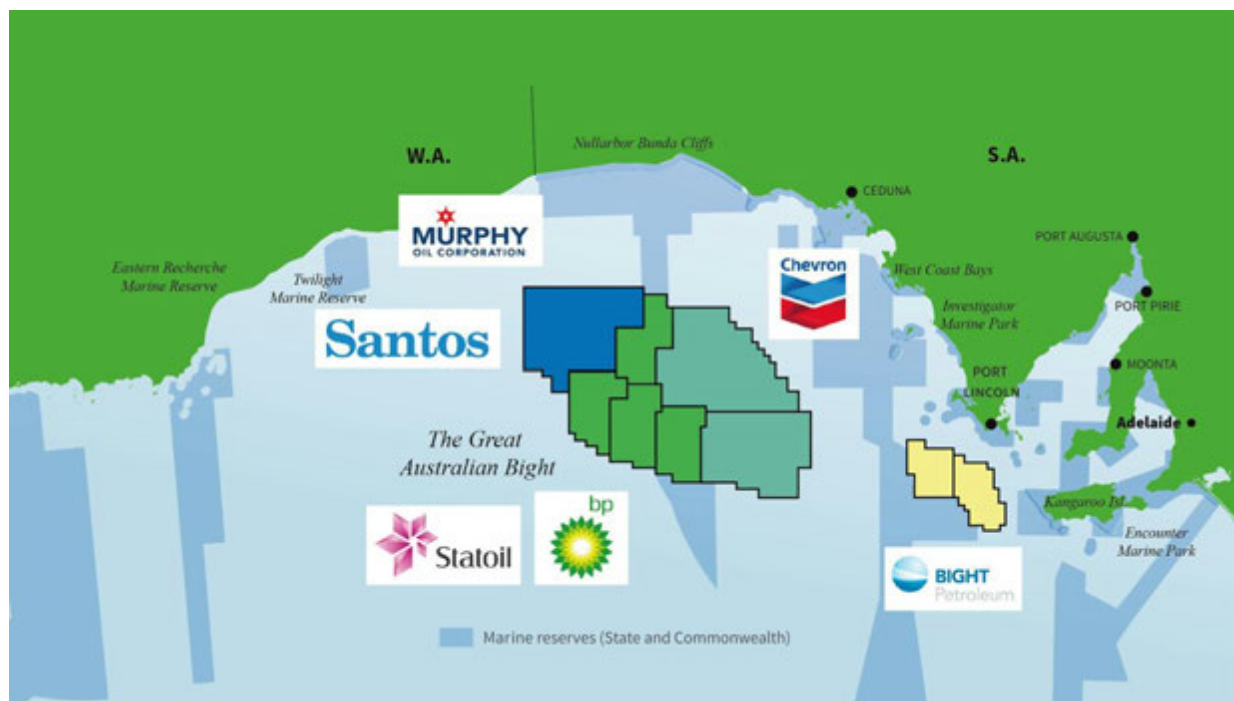 Nullarbor Bunda Cliffs
W.A.
S.A.
CEDUNA
MURPHY
OIL CORPORATION
PORT AUGUSTA
Eastern Recherche
Marine Reserve
Twilight
Marine Reserve
Chevron
West Coast Bays
Investigator
Marine Park
PORT PIRIE
Santos
MOONTA
PORT
LINCOLN
Adelaide
The Great
Australian Bight
Kangaroo Isl.
bp
Statoil
Encounter
Marine Park
BIGHT
Petroleum
Marine reserves (State and Commonwealth)